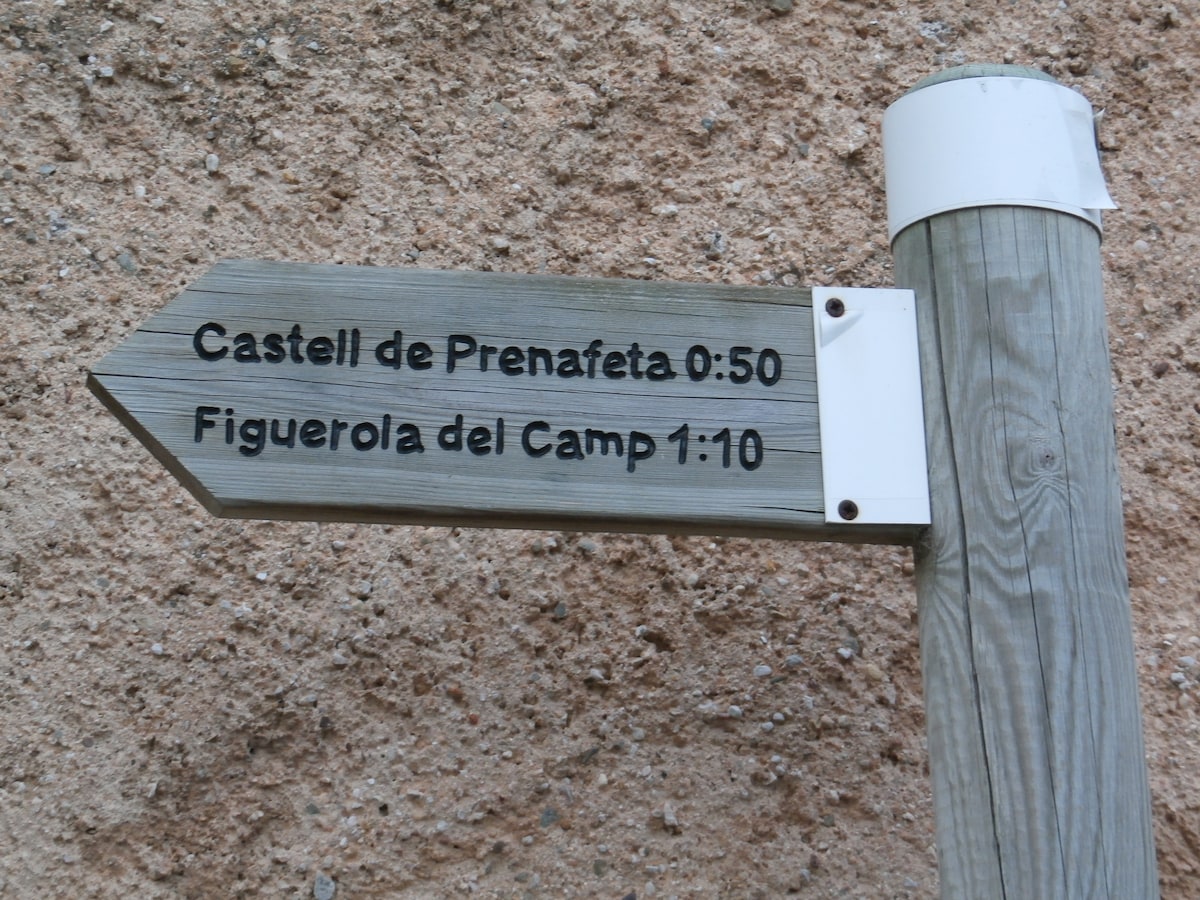 Castell de Prenafeta 0:50
Figuerola del Camp 1:10